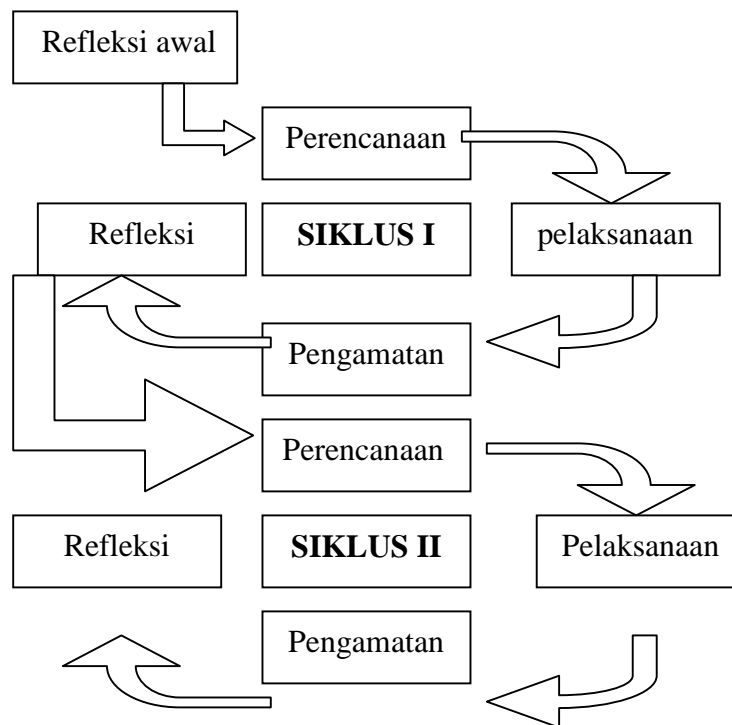 Refleksi awal
Perencanaan
Refleksi
SIKLUS I
pelaksanaan
Pengamatan
Perencanaan
Refleksi
SIKLUS II
Pelaksanaan
Pengamatan